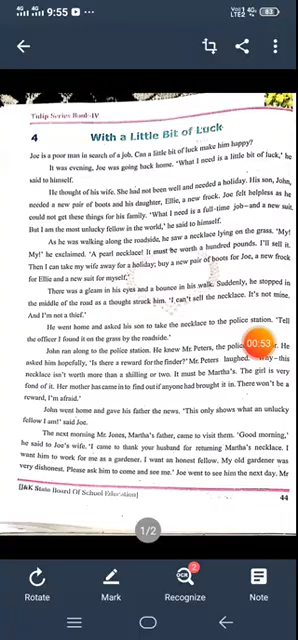 9:55
Vo 1) 4G
LTE2
83
Tulip Series Book-IV
4
With a Little Bit of Luck
Joe is a poor man in search of a job. Can a little bit of luck make him happy?
It was evening, Joe was going back home. 'What I need is a little bit of luck,' he
said to himself.
He thought of his wife. She had not been well and needed a holiday. His son, John,
needed a new pair of boots and his daughter, Ellie, a new frock. Joe felt helpless as he
could not get these things for his family. 'What I need is a full-time job–and a new suit.
But I am the most unlucky fellow in the world,' he said to himself.
As he was walking along the roadside, he saw a necklace lying on the grass. 'My!
My!' he exclaimed. 'A pearl necklace! It must be worth a hundred pounds. I'll sell it.
Then I can take my wife away for a holiday; buy a new pair of boots for Joe, a new frock
for Ellie and a new suit for myself.'
There was a gleam in his eyes and a bounce in his walk. Suddenly, he stopped in
the middle of the road as a thought struck him. 'I can't sell the necklace. It's not mine.
And I'm not a thief.'
He went home and asked his son to take the necklace to the police station. 'Tell
the officer I found it on the grass by the roadside.'
00:53
John ran along to the police station. He knew Mr. Peters, the police He
asked him hopefully, 'Is there a reward for the finder?' Mr. Peters laughed. this
necklace isn't worth more than a shilling or two. It must be Martha's. The girl is very
fond of it. Her mother has came in to find out if anyone had brought it in. There won't be a
reward, I'm afraid.'
John went home and gave his father the news. 'This only shows what an unlucky
fellow I am!' said Joe.
The next morning Mr. Jones, Martha's father, came to visit them. 'Good morning,'
he said to Joe's wife. 'I came to thank your husband for returning Martha's necklace. I
want him to work for me as a gardener. I want an honest fellow. My old gardener was
very dishonest. Please ask him to come and see me.' Joe went to see him the next day. Mr
[J&K State Board Of School Education]
44
1/2
Rotate
Mark
OCR
2
Recognize
Note